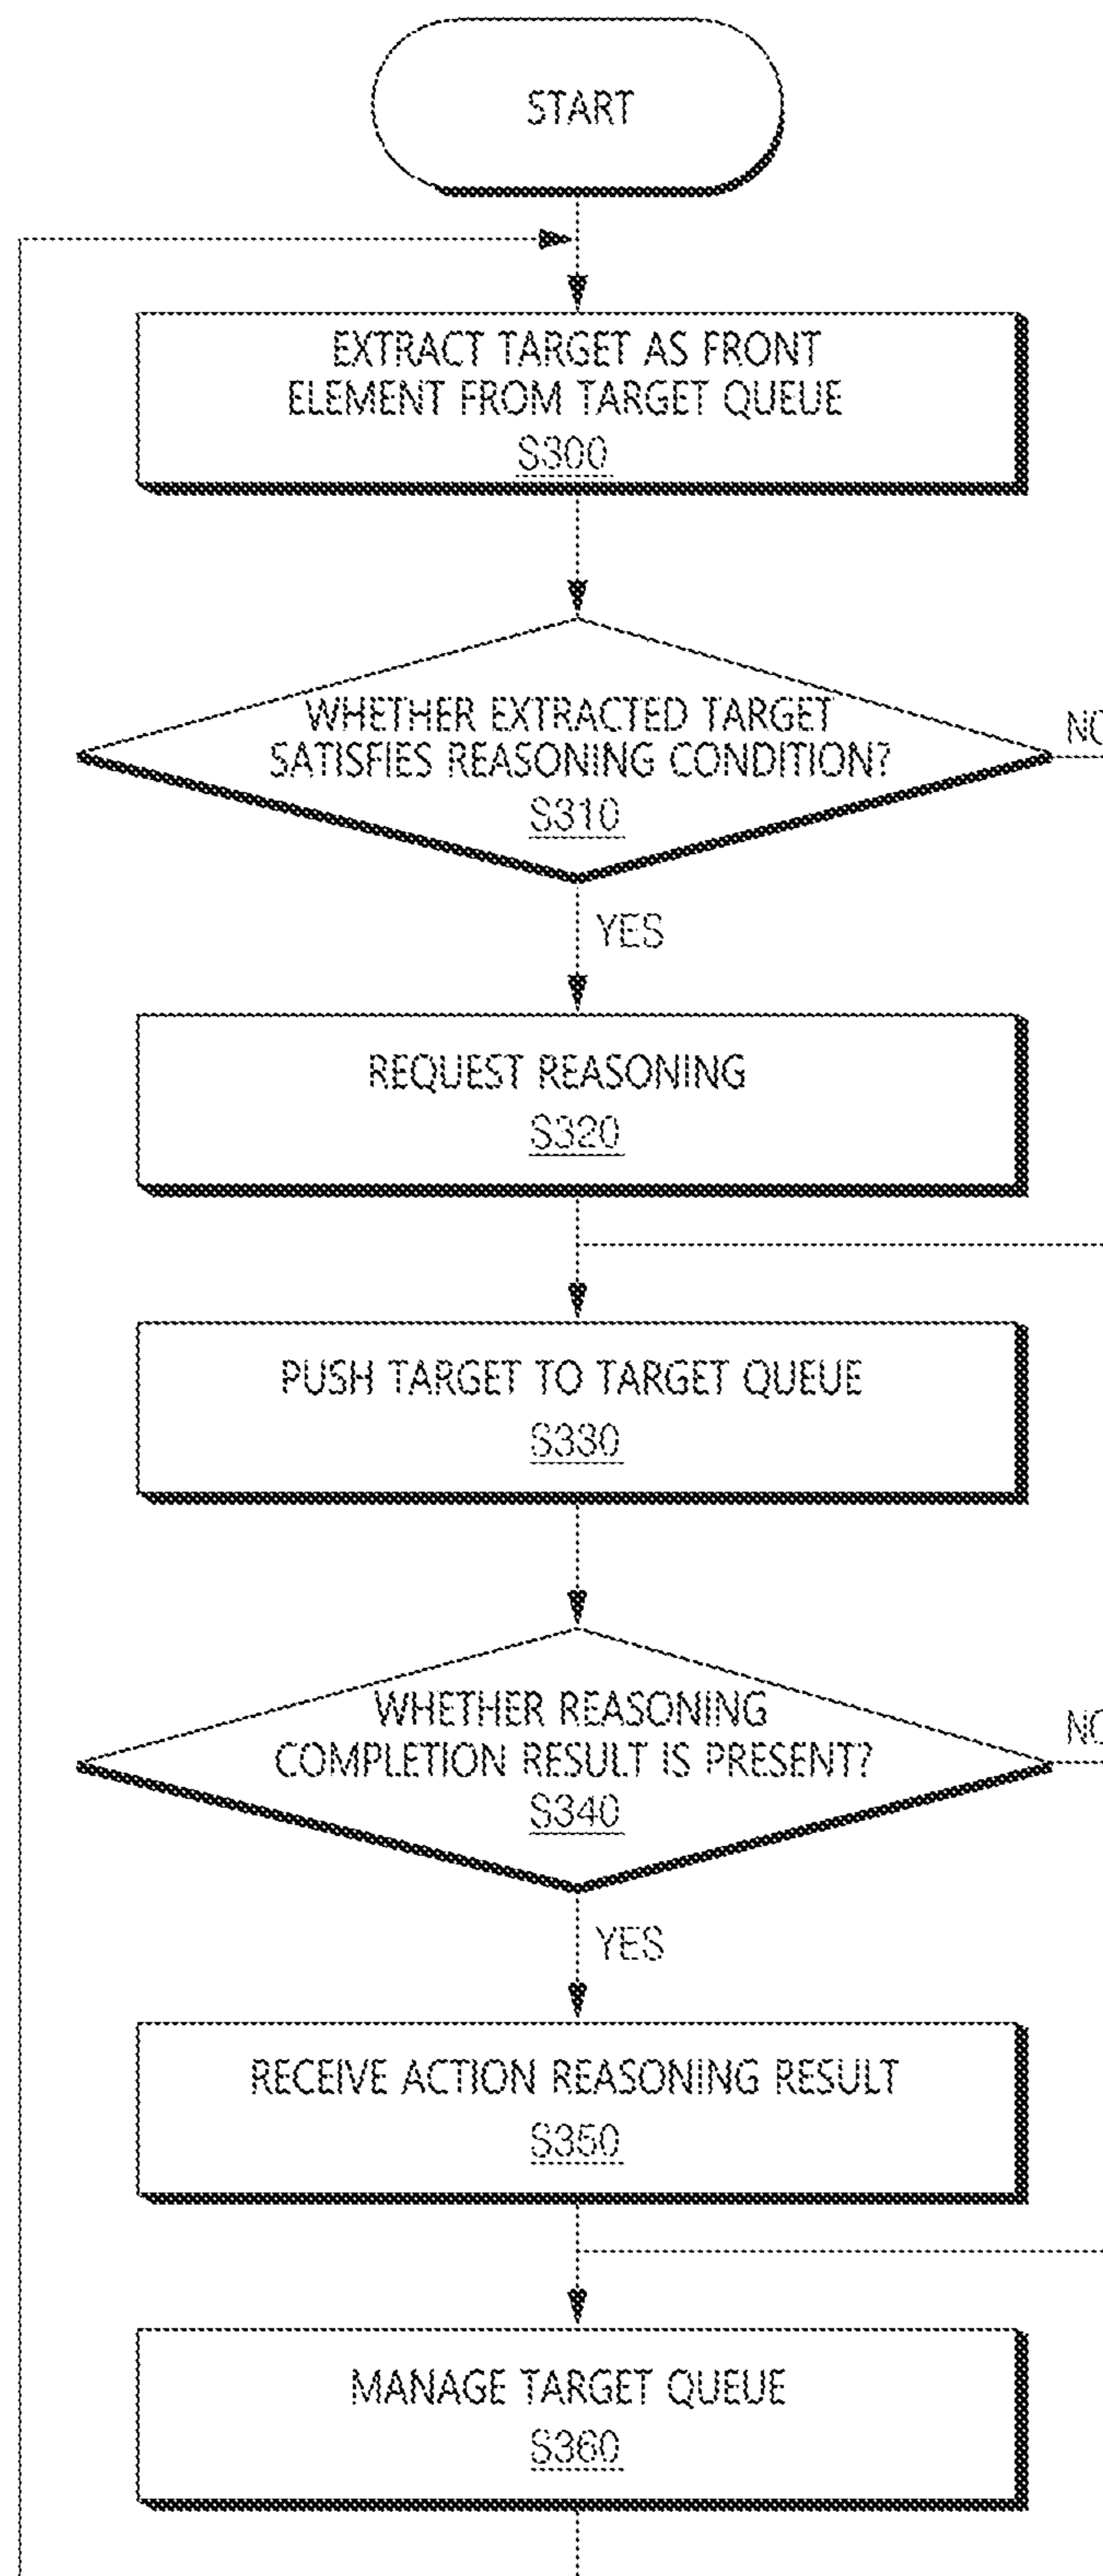 START
EXTRACT TARGET AS FRONT
ELEMENT FROM TARGET QUEUE
S300
WHETHER EXTRACTED TARGET
SATISFIES REASONING CONDITION?
S310
NO
YES
REQUEST REASONING
S320
PUSH TARGET TO TARGET QUEUE
S330
WHETHER REASONING
COMPLETION RESULT IS PRESENT?
S340
NO
YES
RECEIVE ACTION REASONING RESULT
S350
MANAGE TARGET QUEUE
S360